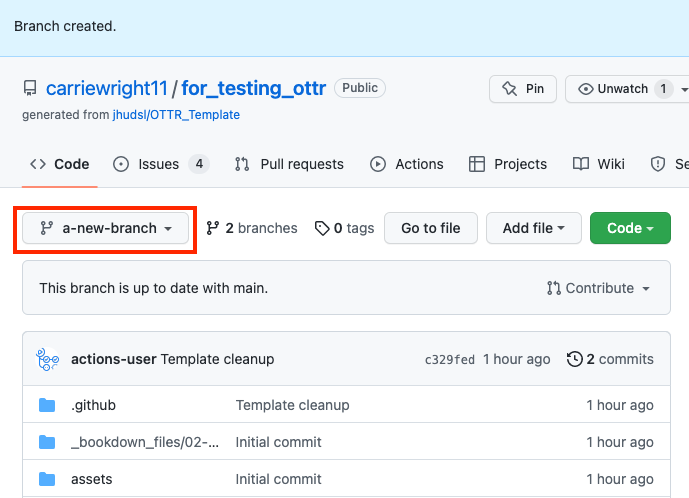 Branch created.
carriewright11 / for_testing_ottr Public Pin Unwatch 1
generated from jhudsl/OTTR_Template
Code Issues 4 Pull requests Actions Projects Wiki Se
a-new-branch 2 branches 0 tags Go to file Add file Code
This branch is up to date with main. Contribute
actions-user Template cleanup c329fed 1 hour ago 2 commits
.github Template cleanup 1 hour ago
_bookdown_files/02-... Initial commit 1 hour ago
assets Initial commit 1 hour ago